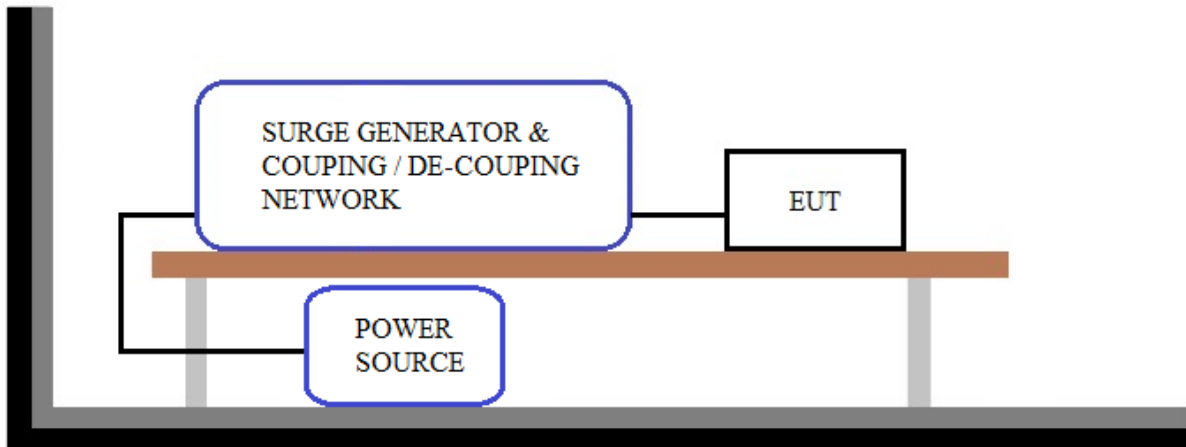 SURGE GENERATOR &
COUPING / DE-COUPING
NETWORK
EUT
POWER
SOURCE